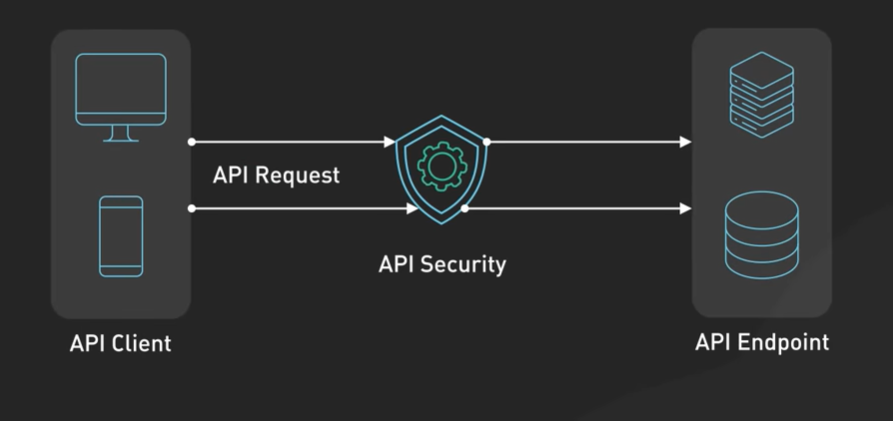 API Request
API Security
API Client
API Endpoint